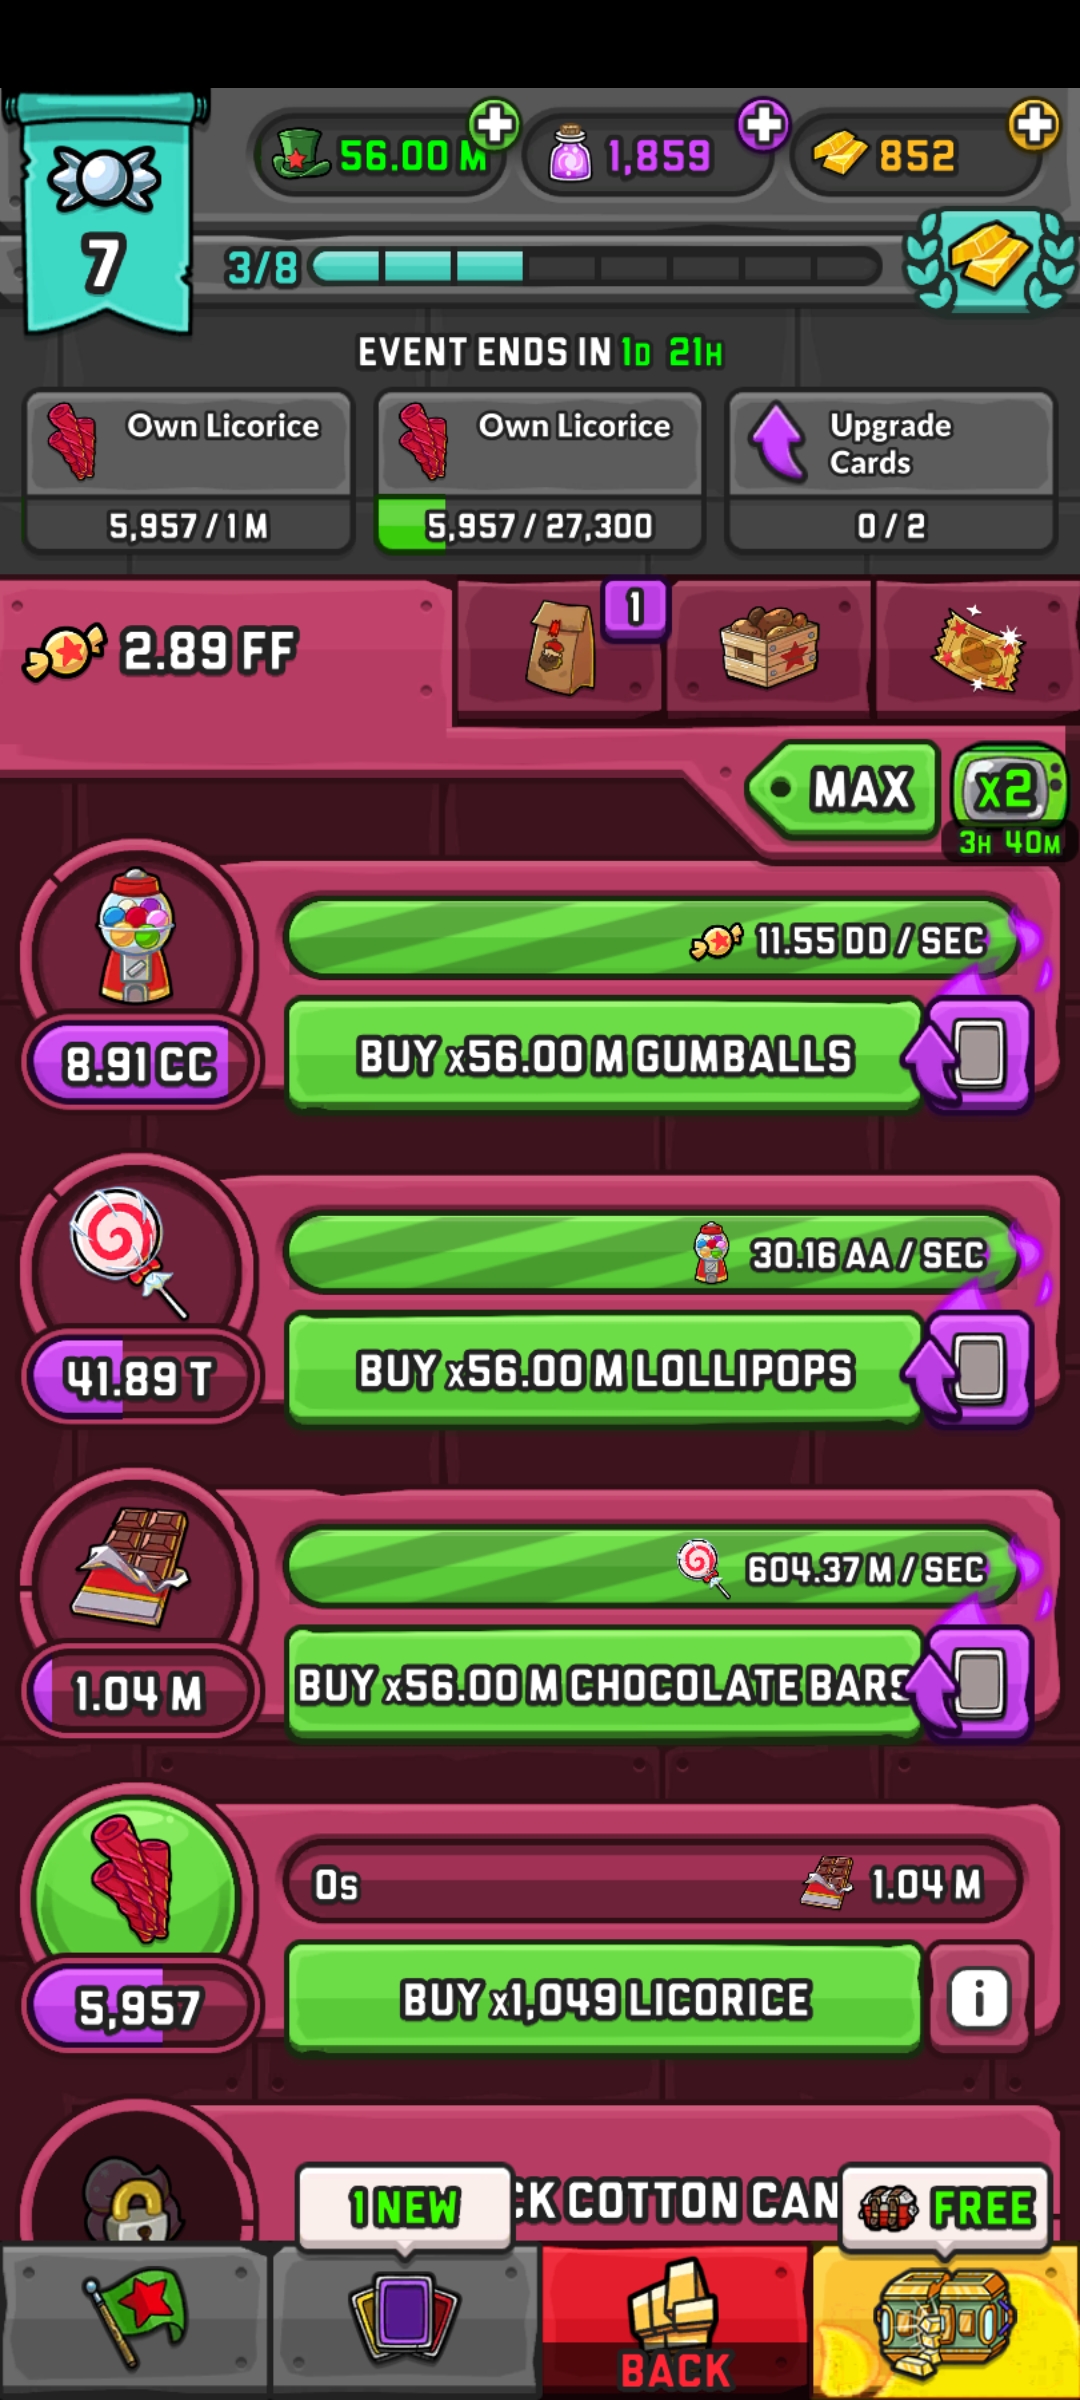 56.00 M
1,859
852
7
3/8
EVENT ENDS IN 1D 21H
Own Licorice
5,957 / 1 M
Own Licorice
5,957 / 27,300
Upgrade
Cards
0 / 2
2.89 FF
1
MAX
x2
3H 40M
11.55 DD / SEC
8.91 CC
BUY x56.00 M GUMBALLS
30.16 AA / SEC
41.89 T
BUY x56.00 M LOLLIPOPS
604.37 M / SEC
1.04 M
BUY x56.00 M CHOCOLATE BARS
0s
1.04 M
5,957
BUY x1,049 LICORICE
i
CK COTTON CAN
1 NEW
FREE
BACK